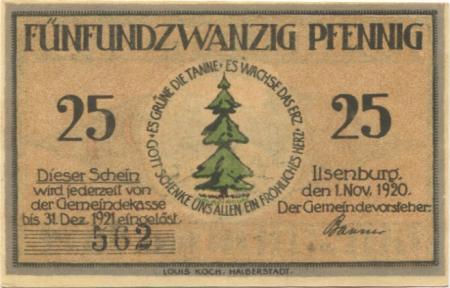 FÜNFUNDZWANZIG PFENNIG
ES GRÜNE DIE TANNE · ES WACHSE DAS ERZ · GOTT SCHENKE UNS ALLEN EIN FRÖHLICHES HERZ ·
25
25
Dieser Schein
wird jederzeit von
der Gemeindekasse
bis 31. Dez. 1921 eingelöst.
562
Ilsenburg,
den 1. Nov. 1920.
Der Gemeindevorsteher:
LOUIS KOCH, HALBERSTADT.